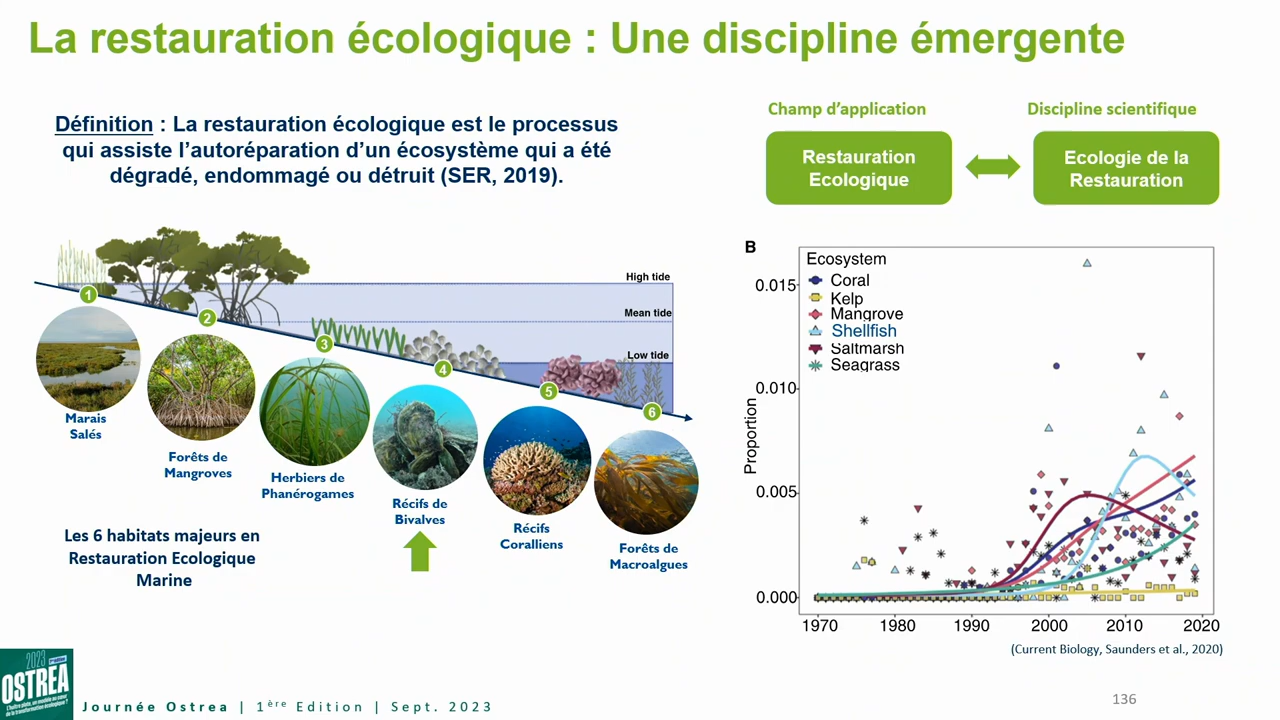 La restauration écologique : Une discipline émergente
Définition : La restauration écologique est le processus
qui assiste l'autoréparation d'un écosystème qui a été
dégradé, endommagé ou détruit (SER, 2019).
Champ d'application
Discipline scientifique
Restauration
Ecologique
Ecologie de la
Restauration
High tide
Mean tide
Low tide
1
2
3
4
5
6
Marais
Salés
Forêts de
Mangroves
Herbiers de
Phanérogames
Récifs de
Bivalves
Récifs
Coralliens
Forêts de
Macroalgues
Les 6 habitats majeurs en
Restauration Ecologique
Marine
B
Ecosystem
Coral
Kelp
Mangrove
Shellfish
Saltmarsh
Seagrass
Proportion
0.015
0.010
0.005
0.000
1970 1980 1990 2000 2010 2020
(Current Biology, Saunders et al., 2020)
2023
OSTREA
Journée Ostrea | 1ère Edition | Sept. 2023
136